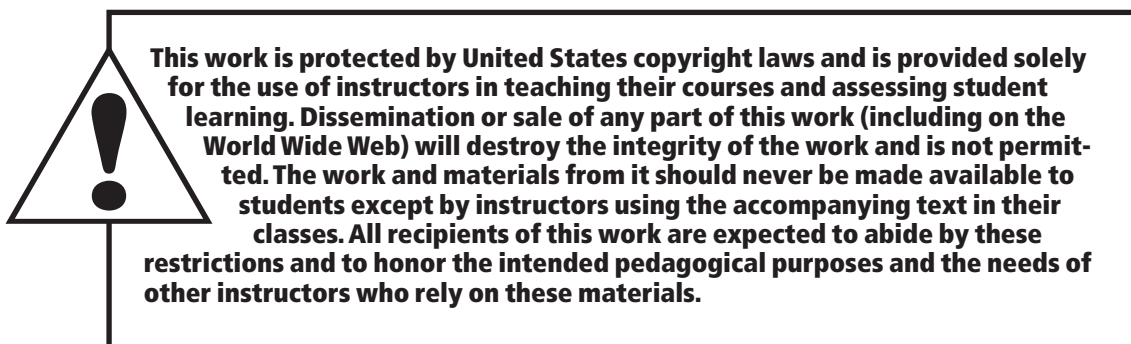 This work is protected by United States copyright laws and is provided solely
for the use of instructors in teaching their courses and assessing student
learning. Dissemination or sale of any part of this work (including on the
World Wide Web) will destroy the integrity of the work and is not permit-
ted. The work and materials from it should never be made available to
students except by instructors using the accompanying text in their
classes. All recipients of this work are expected to abide by these
restrictions and to honor the intended pedagogical purposes and the needs of
other instructors who rely on these materials.